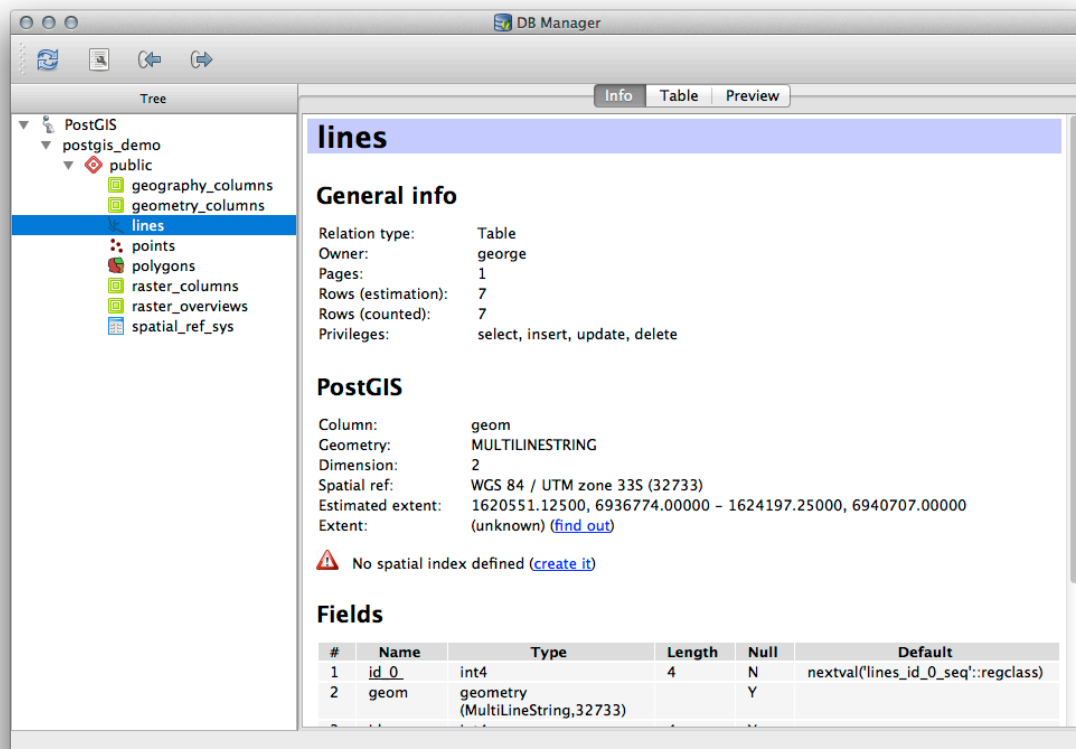 DB Manager
Tree
Info Table Preview
PostGIS
postgis_demo
public
geography_columns
geometry_columns
lines
points
polygons
raster_columns
raster_overviews
spatial_ref_sys
lines
General info
Relation type: Table
Owner: george
Pages: 1
Rows (estimation): 7
Rows (counted): 7
Privileges: select, insert, update, delete
PostGIS
Column: geom
Geometry: MULTILINESTRING
Dimension: 2
Spatial ref: WGS 84 / UTM zone 33S (32733)
Estimated extent: 1620551.12500, 6936774.00000 - 1624197.25000, 6940707.00000
Extent: (unknown) (find out)
No spatial index defined (create it)
Fields
# Name Type Length Null Default
1 id_0 int4 4 N nextval('lines_id_0_seq'::regclass)
2 geom geometry Y
(MultiLineString,32733)